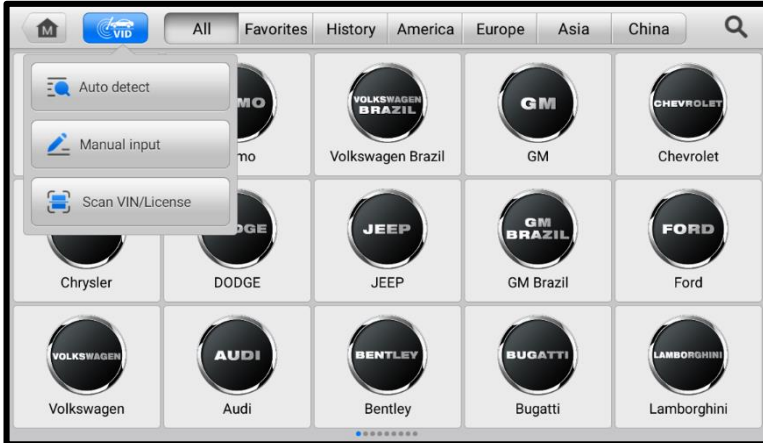 M
VID
All
Favorites
History
America
Europe
Asia
China
Auto detect
Manual input
Scan VIN/License
MO
mo
VOLKSWAGEN
BRAZIL
Volkswagen Brazil
GM
GM
CHEVROLET
Chevrolet
Chrysler
DGE
DODGE
JEEP
JEEP
GM
BRAZIL
GM Brazil
FORD
Ford
VOLKSWAGEN
Volkswagen
AUDI
Audi
BENTLEY
Bentley
BUGATTI
Bugatti
LAMBORGHINI
Lamborghini